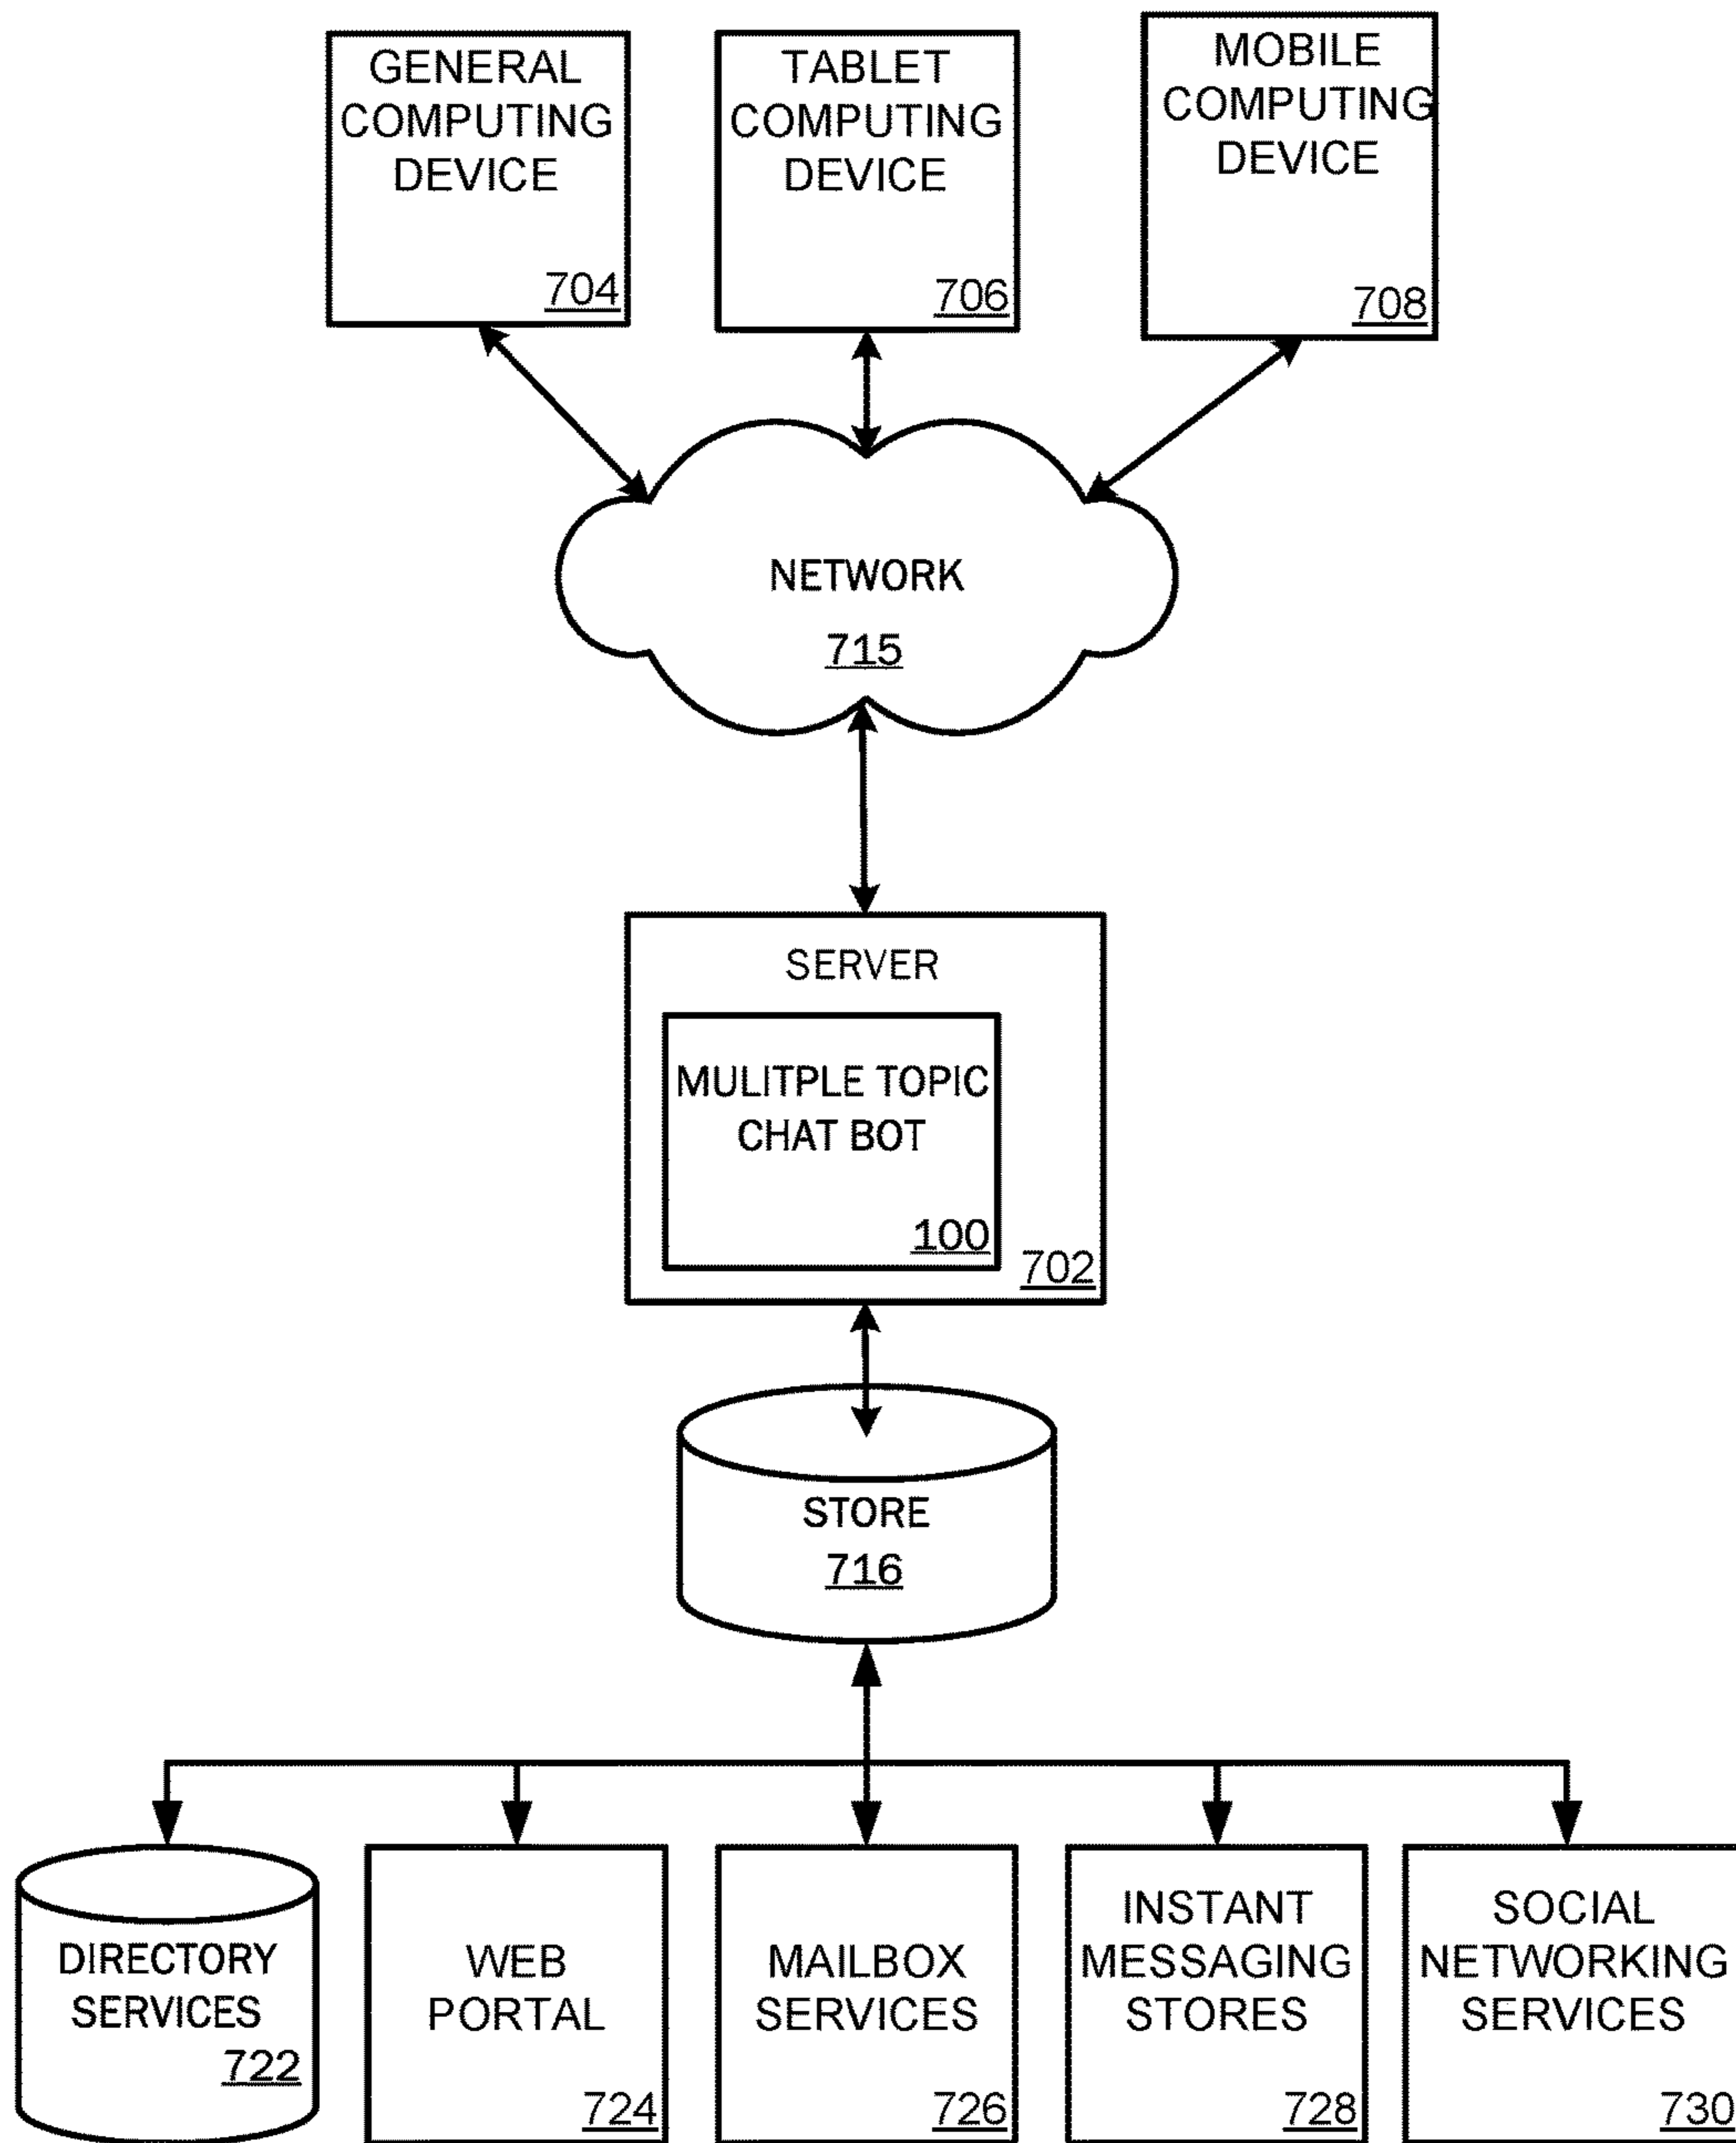 GENERAL
COMPUTING
DEVICE
704
TABLET
COMPUTING
DEVICE
706
MOBILE
COMPUTING
DEVICE
708
NETWORK
715
SERVER
MULITPLE TOPIC
CHAT BOT
100
702
STORE
716
DIRECTORY
SERVICES
722
WEB
PORTAL
724
MAILBOX
SERVICES
726
INSTANT
MESSAGING
STORES
728
SOCIAL
NETWORKING
SERVICES
730